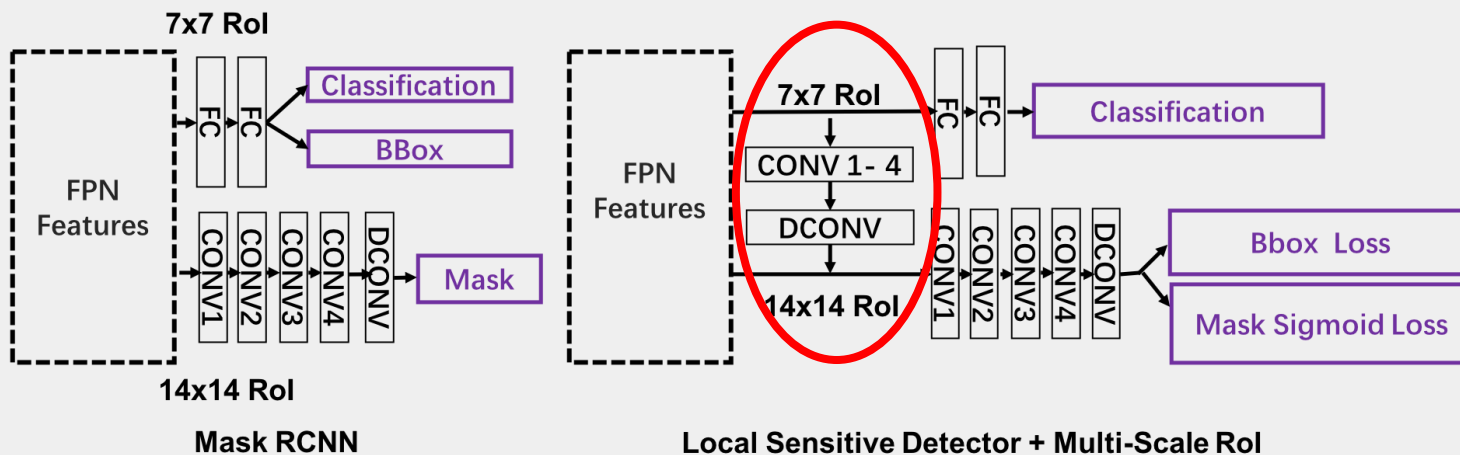 7x7 RoI
FPN
Features
FC
FC
Classification
BBox
CONV1
CONV2
CONV3
CONV4
DCONV
Mask
14x14 RoI
Mask RCNN
FPN
Features
7x7 RoI
CONV 1- 4
DCONV
14x14 RoI
FC
FC
Classification
CONV1
CONV2
CONV3
CONV4
DCONV
Bbox Loss
Mask Sigmoid Loss
Local Sensitive Detector + Multi-Scale RoI